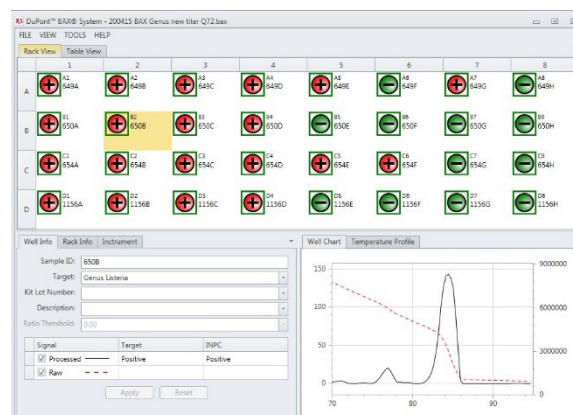 DuPont™ BAX® System - 200415 BAX Genus new titer Q72.bax
FILE VIEW TOOLS HELP
Rack View Table View
1 2 3 4 5 6 7 8
A
A1 A2 A3 A4 A5 A6 A7 A8
649A 649B 649C 649D 649E 649F 649G 649H
B
B1 B2 B3 B4 B5 B6 B7 B8
650A 650B 650C 650D 650E 650F 650G 650H
C
C1 C2 C3 C4 C5 C6 C7 C8
654A 654B 654C 654D 654E 654F 654G 654H
D
D1 D2 D3 D4 D5 D6 D7 D8
1156A 1156B 1156C 1156D 1156E 1156F 1156G 1156H
Well Info Rack Info Instrument
Sample ID: 650B
Target: Genus Listeria
Kit Lot Number:
Description:
Ratio Threshold: 0.00
Signal Target INPC
Processed Positive Positive
Raw
Apply Reset
Well Chart Temperature Profile
150
100
50
0
9000000
6000000
3000000
0
70 80 90